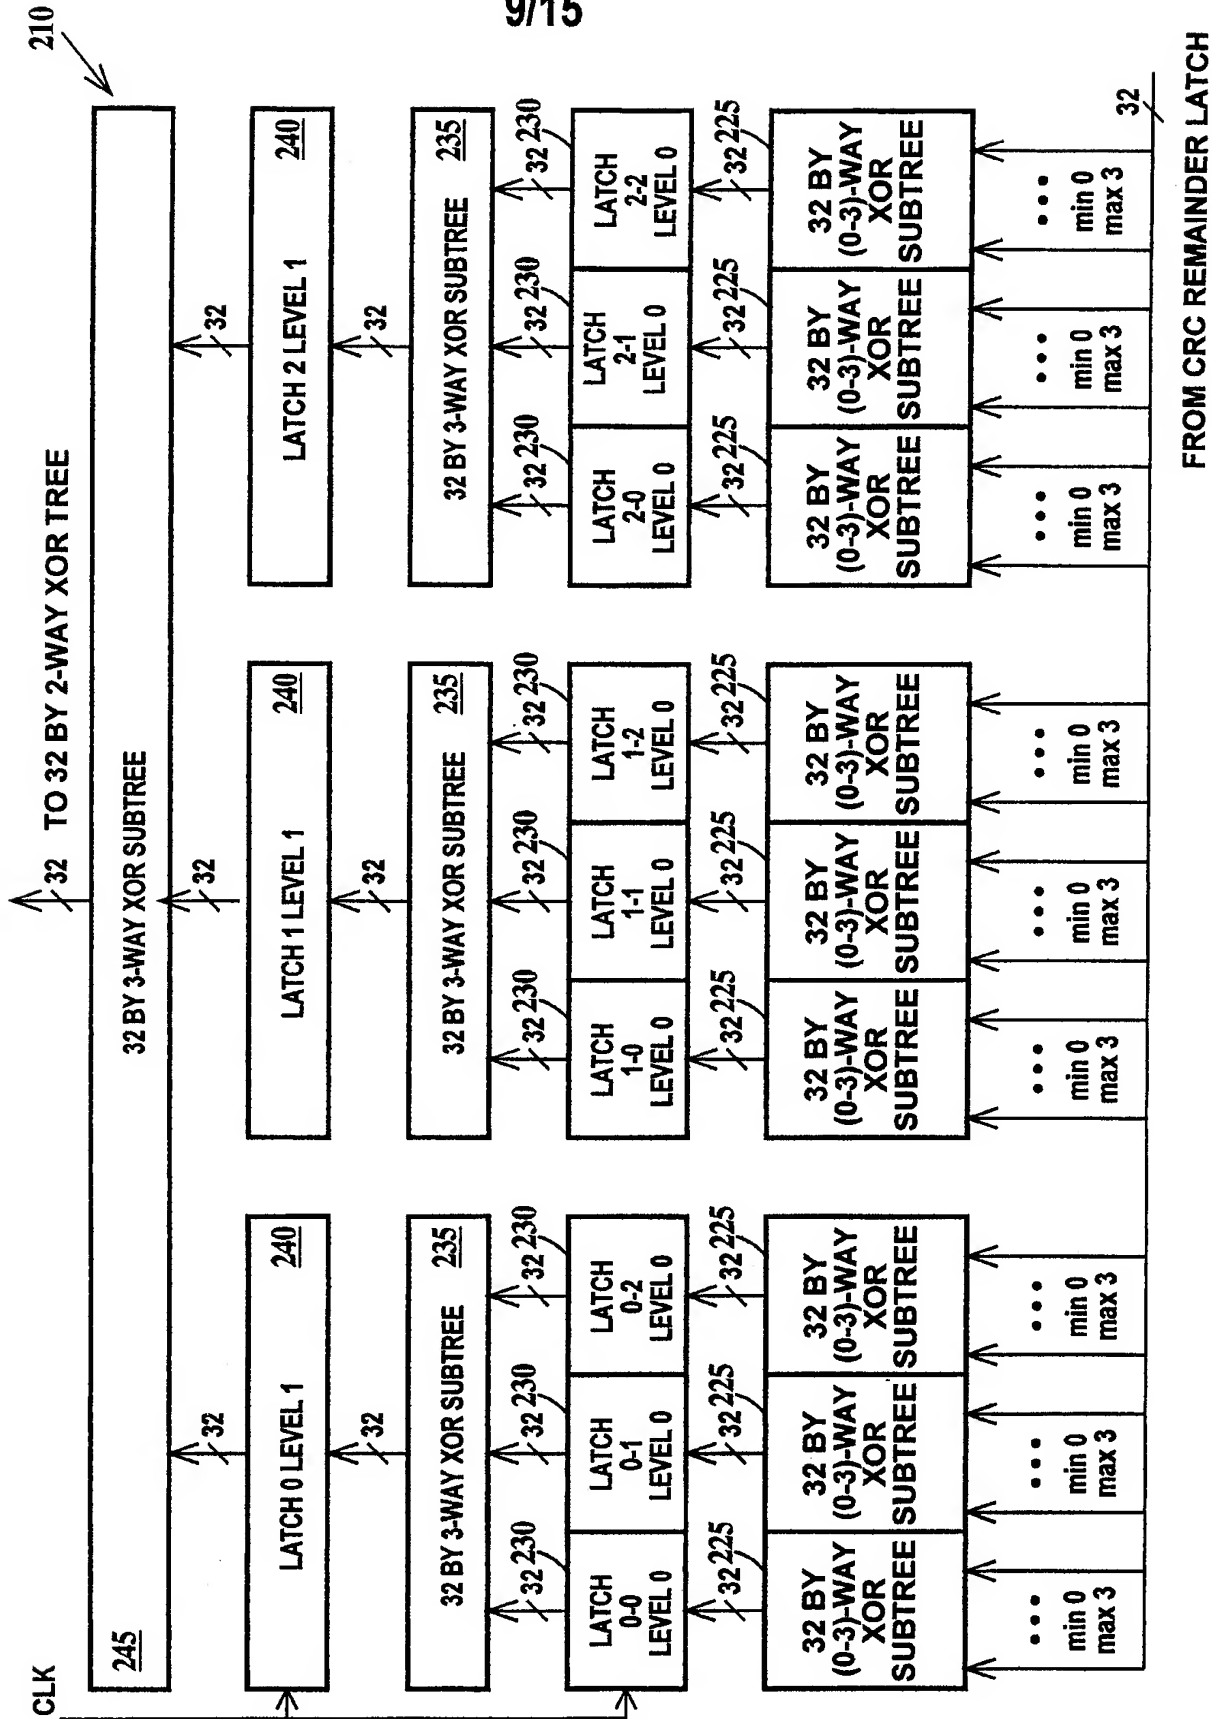 9/15
210
CLK
32
TO 32 BY 2-WAY XOR TREE
245
32 BY 3-WAY XOR SUBTREE
32
32
32
LATCH 0 LEVEL 1
240
LATCH 1 LEVEL 1
240
LATCH 2 LEVEL 1
240
32
32
32
32 BY 3-WAY XOR SUBTREE
235
32 BY 3-WAY XOR SUBTREE
235
32 BY 3-WAY XOR SUBTREE
235
32 230
32 230
32 230
32 230
32 230
32 230
32 230
32 230
32 230
LATCH
0-0
LEVEL 0
LATCH
0-1
LEVEL 0
LATCH
0-2
LEVEL 0
LATCH
1-0
LEVEL 0
LATCH
1-1
LEVEL 0
LATCH
1-2
LEVEL 0
LATCH
2-0
LEVEL 0
LATCH
2-1
LEVEL 0
LATCH
2-2
LEVEL 0
32 225
32 225
32 225
32 225
32 225
32 225
32 225
32 225
32 225
32 BY
(0-3)-WAY
XOR
SUBTREE
32 BY
(0-3)-WAY
XOR
SUBTREE
32 BY
(0-3)-WAY
XOR
SUBTREE
32 BY
(0-3)-WAY
XOR
SUBTREE
32 BY
(0-3)-WAY
XOR
SUBTREE
32 BY
(0-3)-WAY
XOR
SUBTREE
32 BY
(0-3)-WAY
XOR
SUBTREE
32 BY
(0-3)-WAY
XOR
SUBTREE
32 BY
(0-3)-WAY
XOR
SUBTREE
•••
min 0
max 3
•••
min 0
max 3
•••
min 0
max 3
•••
min 0
max 3
•••
min 0
max 3
•••
min 0
max 3
•••
min 0
max 3
•••
min 0
max 3
•••
min 0
max 3
32
FROM CRC REMAINDER LATCH